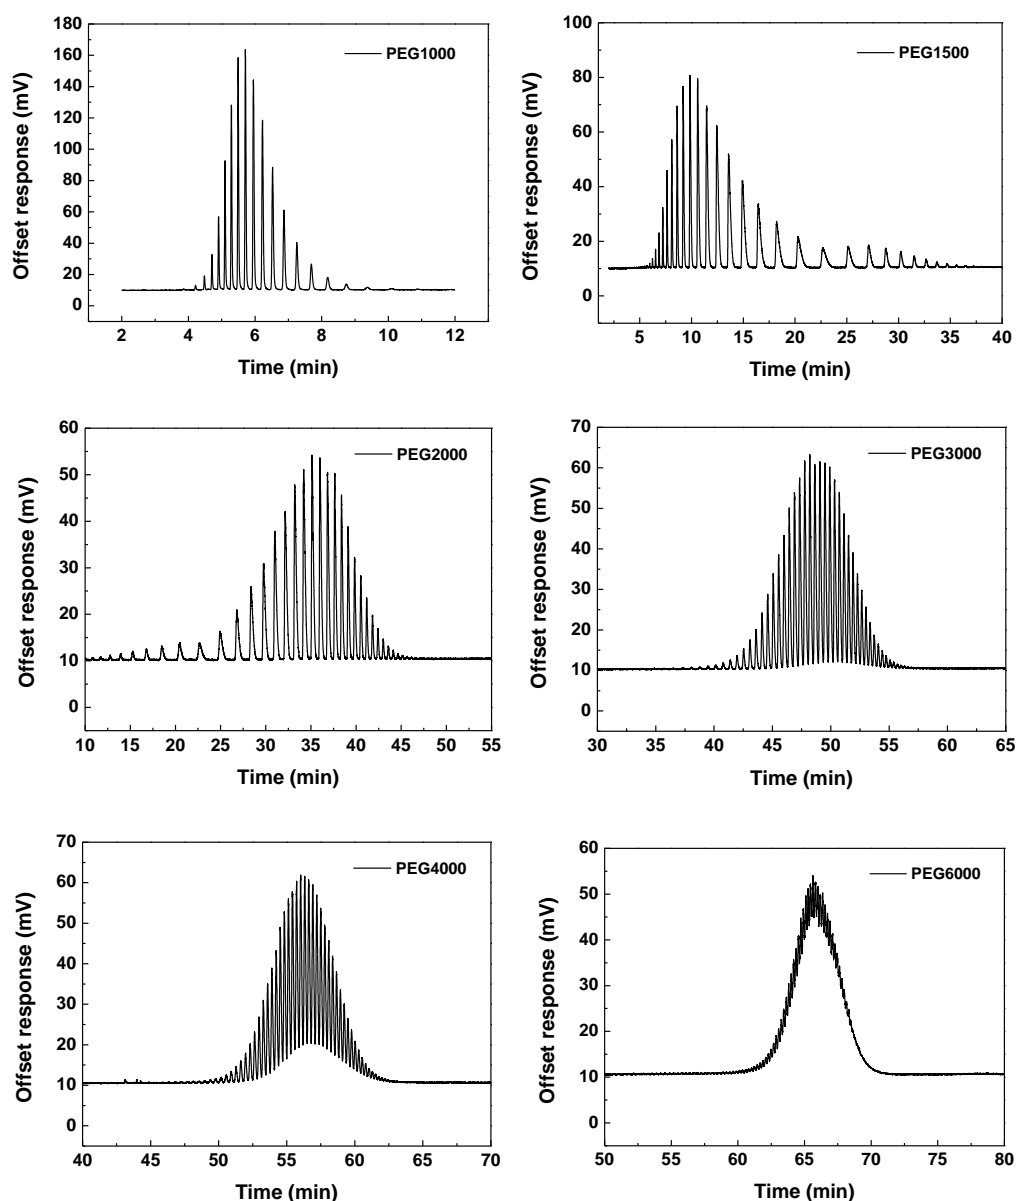 PEG1000
Offset response (mV)
180
160
140
120
100
80
60
40
20
0
2 4 6 8 10 12
Time (min)
PEG1500
Offset response (mV)
100
80
60
40
20
0
5 10 15 20 25 30 35 40
Time (min)
PEG2000
Offset response (mV)
60
50
40
30
20
10
0
10 15 20 25 30 35 40 45 50 55
Time (min)
PEG3000
Offset response (mV)
70
60
50
40
30
20
10
0
30 35 40 45 50 55 60 65
Time (min)
PEG4000
Offset response (mV)
70
60
50
40
30
20
10
0
40 45 50 55 60 65 70
Time (min)
PEG6000
Offset response (mV)
60
50
40
30
20
10
0
50 55 60 65 70 75 80
Time (min)